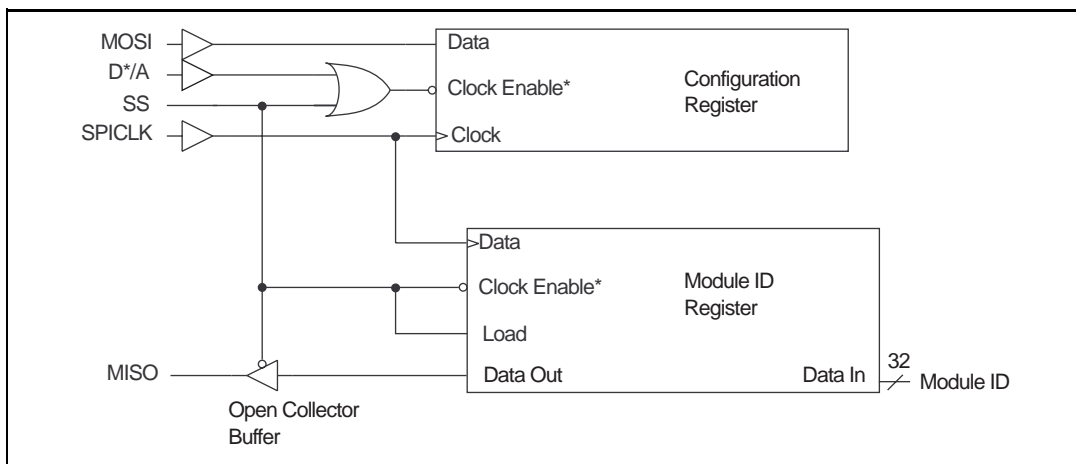 MOSI
D*/A
SS
SPICLK
Data
Clock Enable*
Clock
Configuration
Register
Data
Clock Enable*
Load
Data Out
Module ID
Register
Data In
32
Module ID
MISO
Open Collector
Buffer